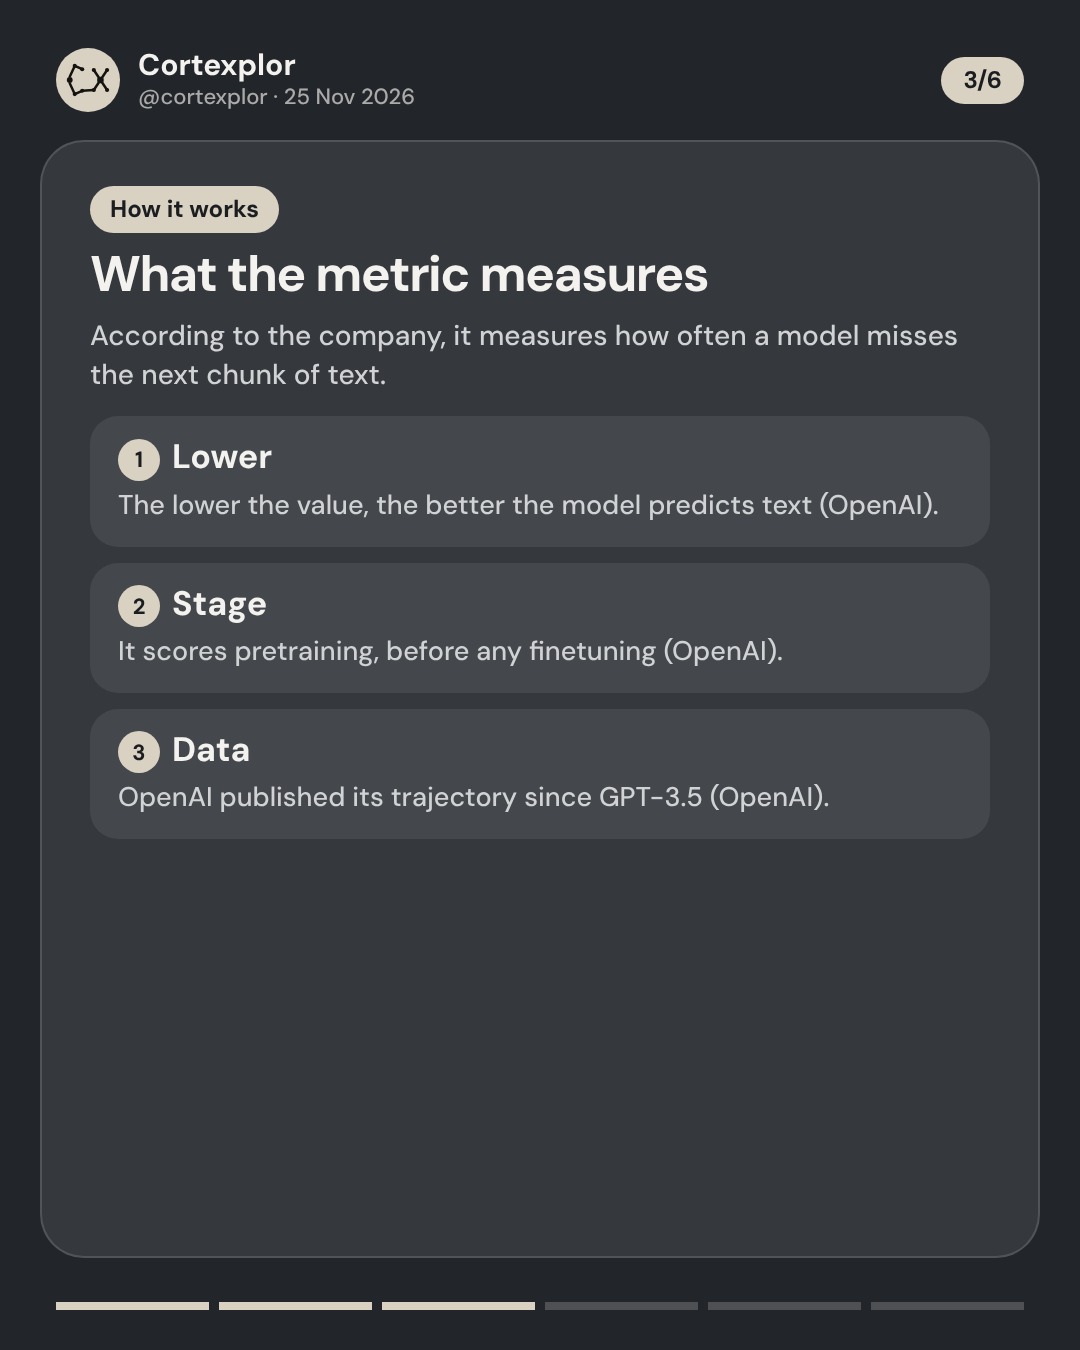 Cortexplor
@cortexplor · 25 Nov 2026
3/6
How it works
What the metric measures
According to the company, it measures how often a model misses
the next chunk of text.
1 Lower
The lower the value, the better the model predicts text (OpenAI).
2 Stage
It scores pretraining, before any finetuning (OpenAI).
3 Data
OpenAI published its trajectory since GPT-3.5 (OpenAI).